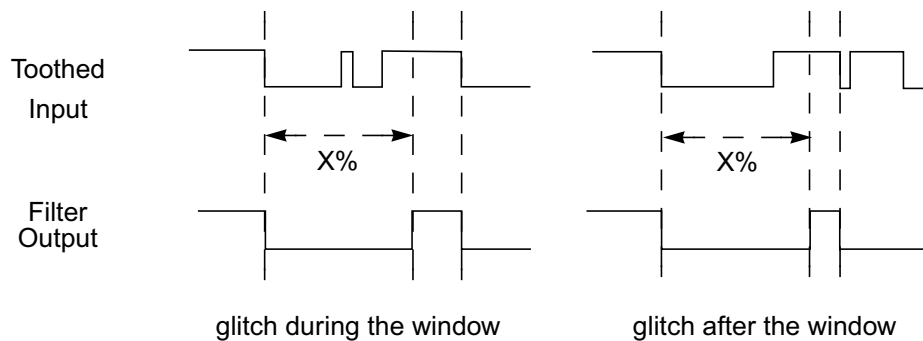 Toothed
Input
X%
X%
Filter
Output
glitch during the window
glitch after the window